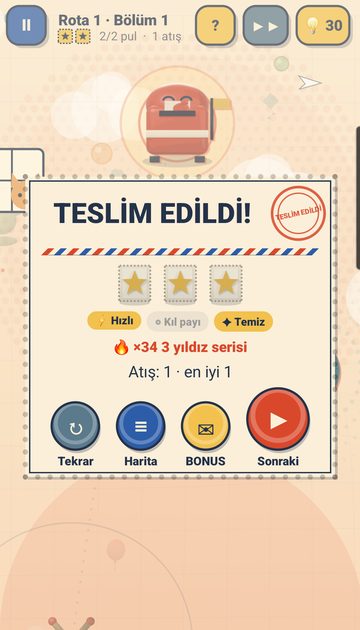 Rota 1 · Bölüm 1
2/2 pul · 1 atış
?
30
TESLİM EDİLDİ!
TESLİM EDİLDİ
Hızlı
Kıl payı
Temiz
×34 3 yıldız serisi
Atış: 1 · en iyi 1
Tekrar
Harita
BONUS
Sonraki